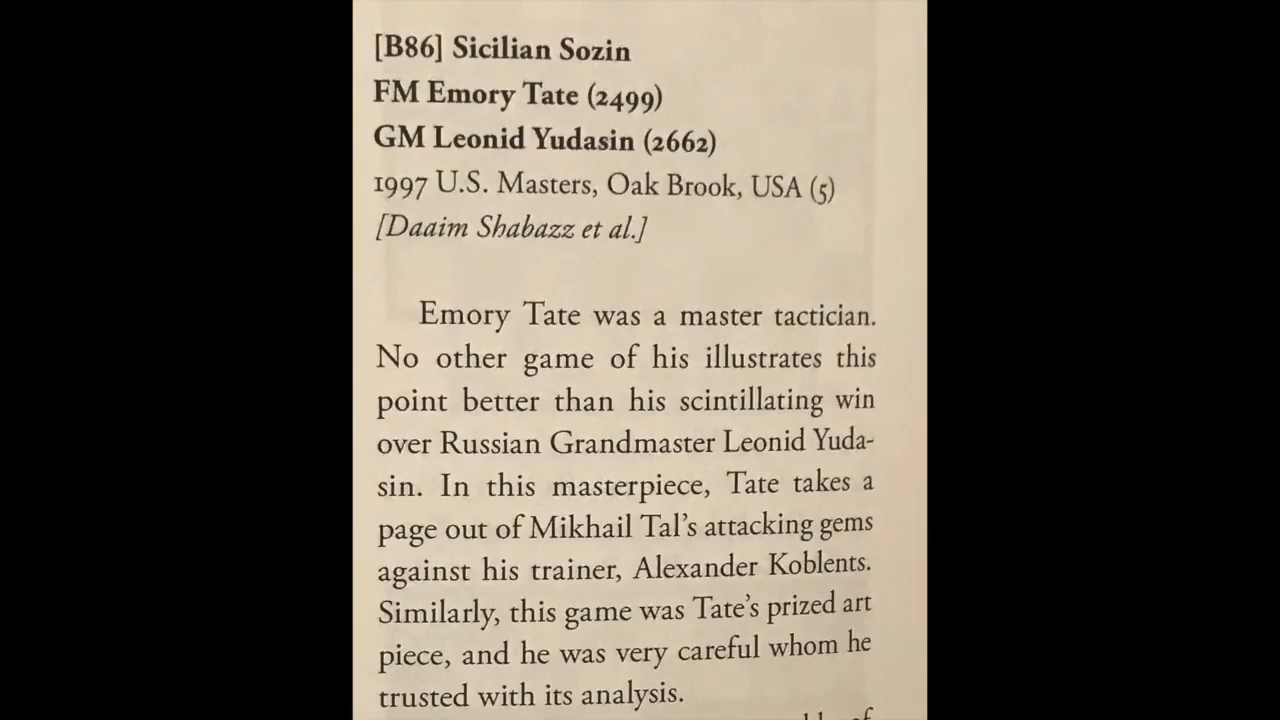 [B86] Sicilian Sozin
FM Emory Tate (2499)
GM Leonid Yudasin (2662)
1997 U.S. Masters, Oak Brook, USA (5)
[Daaim Shabazz et al.]
Emory Tate was a master tactician.
No other game of his illustrates this
point better than his scintillating win
over Russian Grandmaster Leonid Yuda-
sin. In this masterpiece, Tate takes a
page out of Mikhail Tal’s attacking gems
against his trainer, Alexander Koblents.
Similarly, this game was Tate’s prized art
piece, and he was very careful whom he
trusted with its analysis.